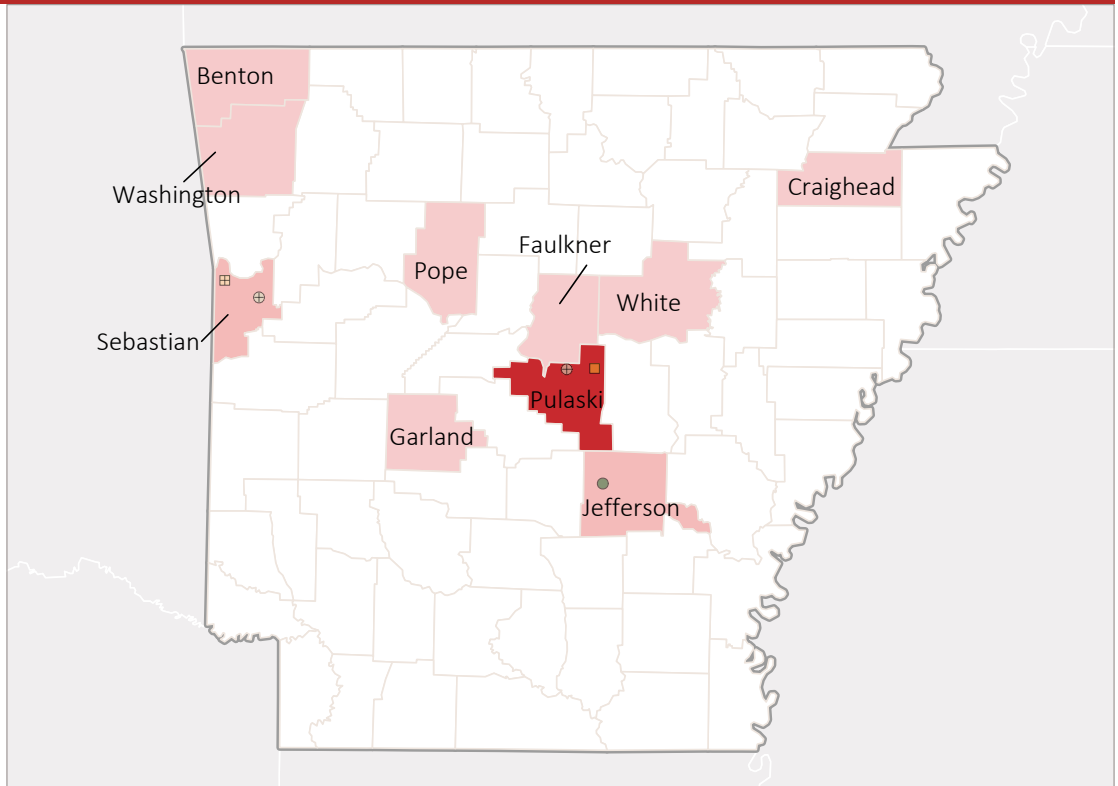 Benton
Washington
Craighead
Faulkner
Pope
White
Sebastian
Pulaski
Garland
Jefferson